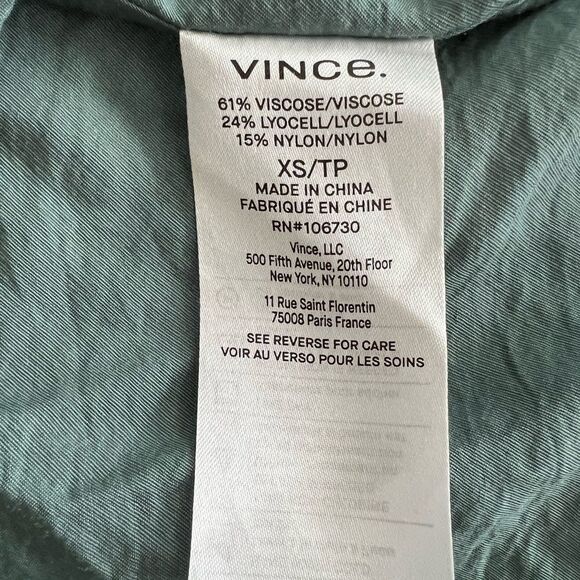 VINCe.
61% VISCOSE/VISCOSE
24% LYOCELL/LYOCELL
15% NYLON/NYLON
XS/TP
MADE IN CHINA
FABRIQUÉ EN CHINE
RN#106730
Vince, LLC
500 Fifth Avenue, 20th Floor
New York, NY 10110
11 Rue Saint Florentin
75008 Paris France
SEE REVERSE FOR CARE
VOIR AU VERSO POUR LES SOINS